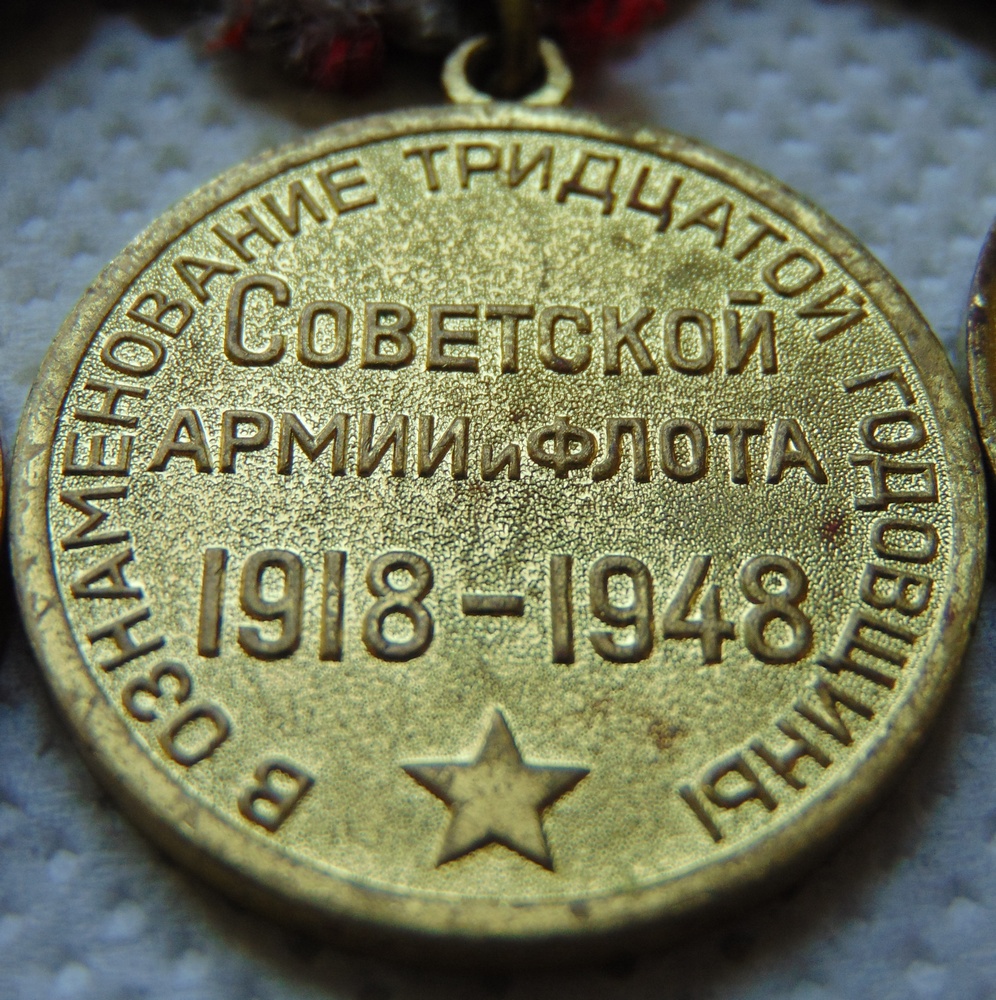 В ОЗНАМЕНОВАНИЕ ТРИДЦАТОЙ ГОДОВЩИНЫ
СОВЕТСКОЙ
АРМИИ и ФЛОТА
1918-1948